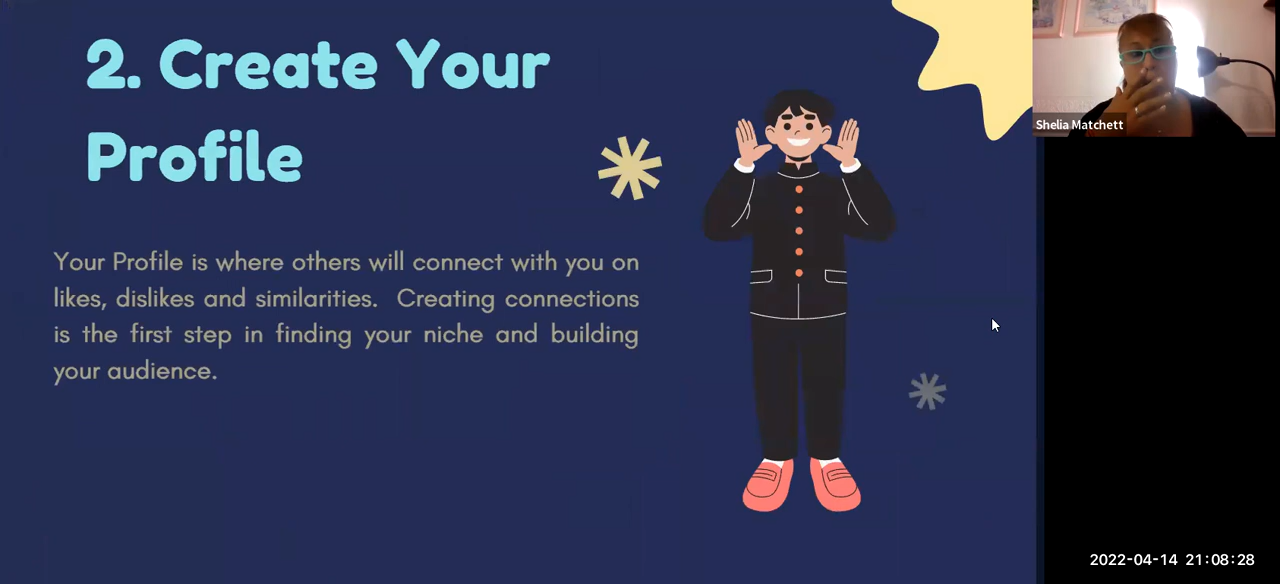 2. Create Your
Profile
Your Profile is where others will connect with you on
likes, dislikes and similarities.  Creating connections
is the first step in finding your niche and building
your audience.
Shelia Matchett
2022-04-14 21:08:28